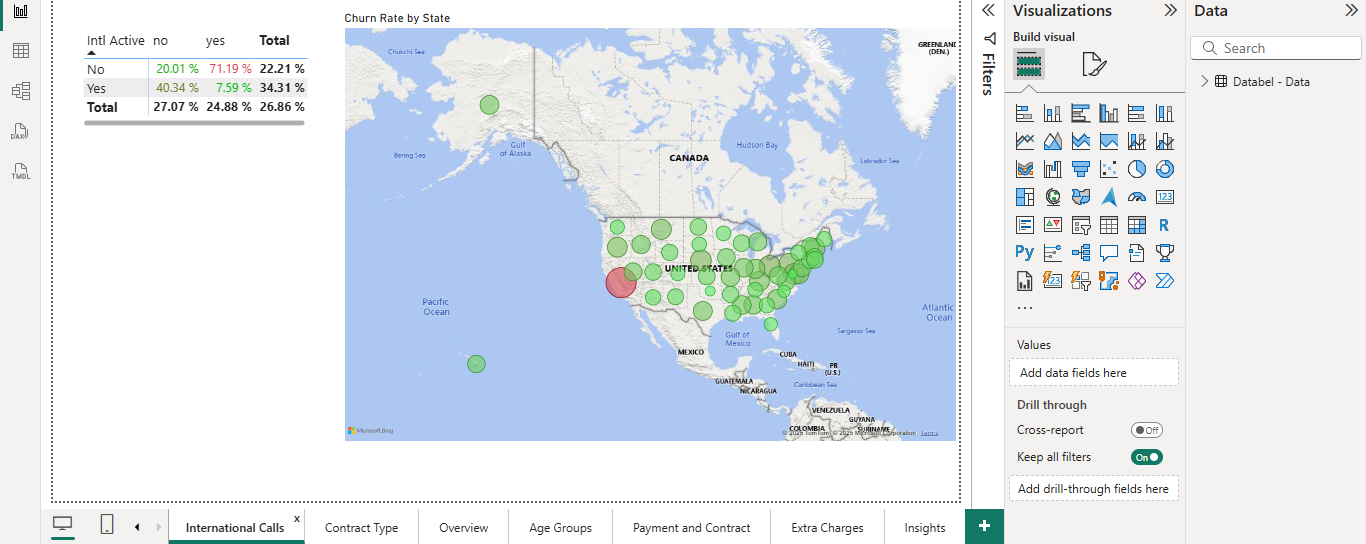 Churn Rate by State
Intl Active no yes Total
No 20.01 % 71.19 % 22.21 %
Yes 40.34 % 7.59 % 34.31 %
Total 27.07 % 24.88 % 26.86 %
Chukchi Sea
GREENLAND
(DEN.)
Bering Sea
Gulf
of Alaska
CANADA
Hudson Bay
Labrador Sea
UNITED STATES
Pacific
Ocean
Atlantic
Ocean
Sargasso Sea
Gulf of
Mexico
MEXICO
CUBA
HAITI
PR
(U.S.)
GUATEMALA
NICARAGUA
Caribbean Sea
VENEZUELA
GUYANA
COLOMBIA
SURINAME
Microsoft Bing
© 2025 TomTom, © 2025 Microsoft Corporation Terms
Filters
Visualizations
Build visual
Values
Add data fields here
Drill through
Cross-report Off
Keep all filters On
Add drill-through fields here
Data
Search
Databel - Data
DAX
TMDL
123
R
Py
123
...
International Calls x
Contract Type
Overview
Age Groups
Payment and Contract
Extra Charges
Insights
+